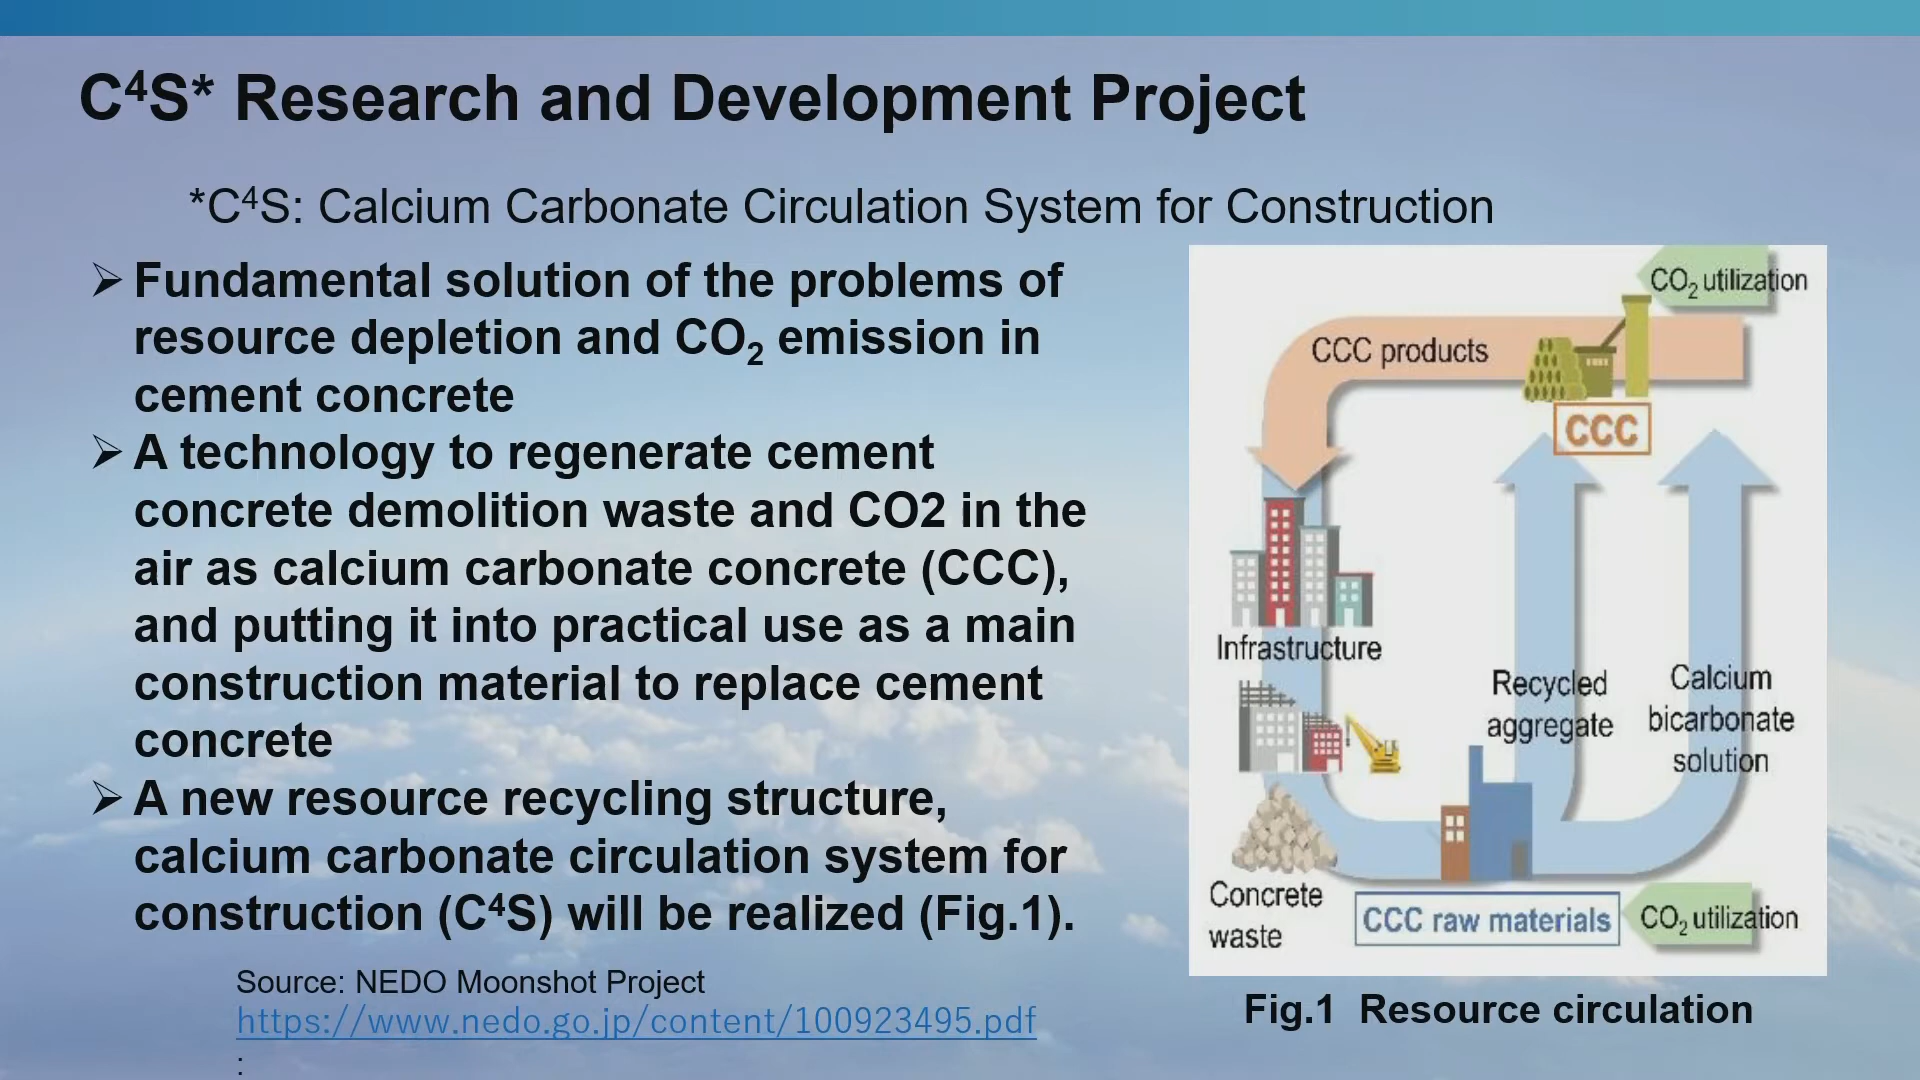 C⁴S* Research and Development Project
*C⁴S: Calcium Carbonate Circulation System for Construction
➢ Fundamental solution of the problems of
resource depletion and CO₂ emission in
cement concrete
➢ A technology to regenerate cement
concrete demolition waste and CO2 in the
air as calcium carbonate concrete (CCC),
and putting it into practical use as a main
construction material to replace cement
concrete
➢ A new resource recycling structure,
calcium carbonate circulation system for
construction (C⁴S) will be realized (Fig.1).
Source: NEDO Moonshot Project
https://www.nedo.go.jp/content/100923495.pdf
:
CO₂ utilization
CCC products
CCC
Infrastructure
Recycled
aggregate
Calcium
bicarbonate
solution
Concrete
waste
CCC raw materials
CO₂ utilization
Fig.1 Resource circulation